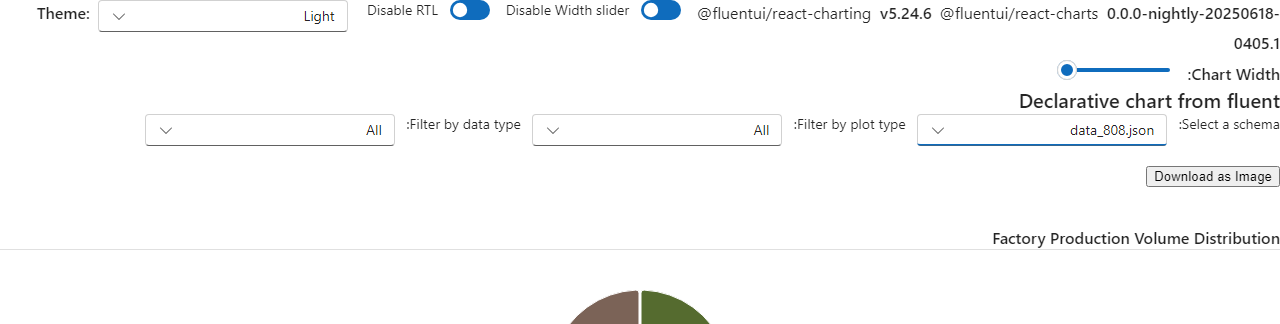 Theme: Light Disable RTL Disable Width slider @fluentui/react-charting v5.24.6 @fluentui/react-charts 0.0.0-nightly-20250618-
0405.1
:Chart Width
Declarative chart from fluent
:Select a schema data_808.json :Filter by plot type All :Filter by data type All
Download as Image
Factory Production Volume Distribution